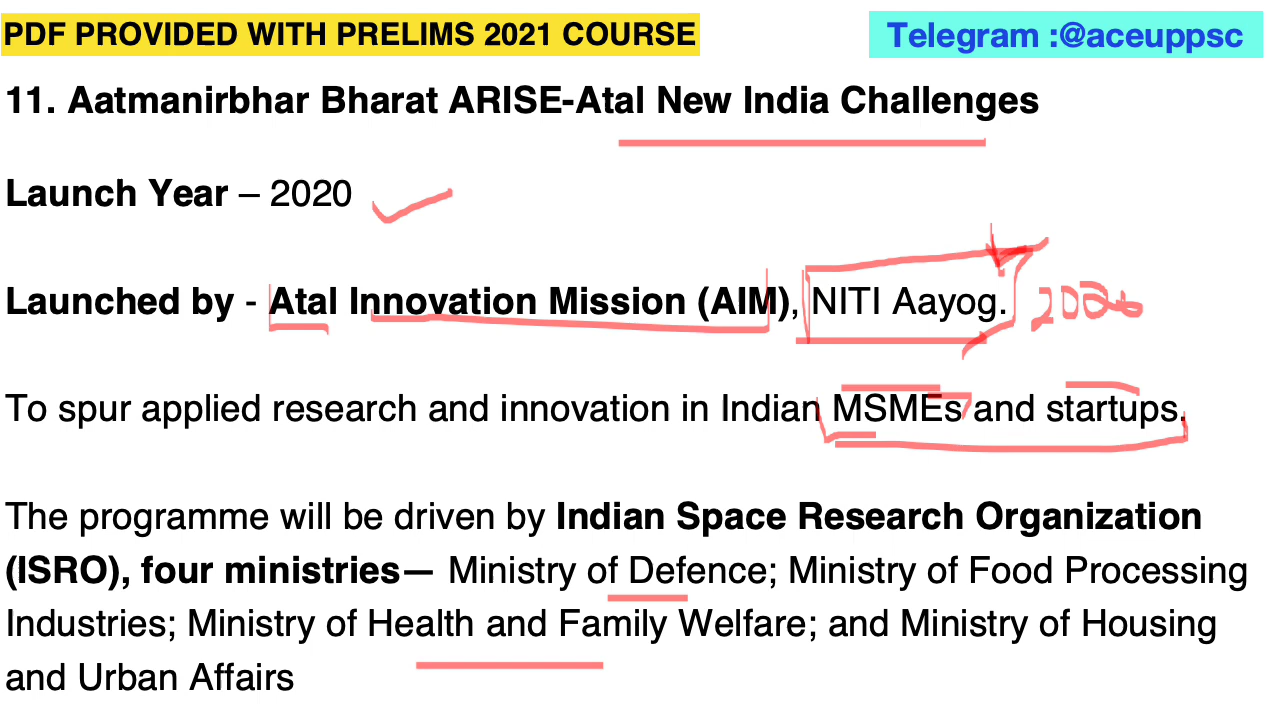 PDF PROVIDED WITH PRELIMS 2021 COURSE
Telegram :@aceuppsc
11. Aatmanirbhar Bharat ARISE-Atal New India Challenges
Launch Year – 2020
Launched by - Atal Innovation Mission (AIM), NITI Aayog.
To spur applied research and innovation in Indian MSMEs and startups.
The programme will be driven by Indian Space Research Organization
(ISRO), four ministries— Ministry of Defence; Ministry of Food Processing
Industries; Ministry of Health and Family Welfare; and Ministry of Housing
and Urban Affairs